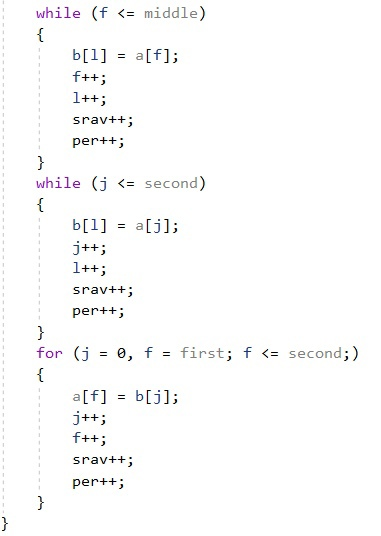 while (f <= middle)
{
b[l] = a[f];
f++;
l++;
srav++;
per++;
}
while (j <= second)
{
b[l] = a[j];
j++;
l++;
srav++;
per++;
}
for (j = 0, f = first; f <= second;)
{
a[f] = b[j];
j++;
f++;
srav++;
per++;
}
}